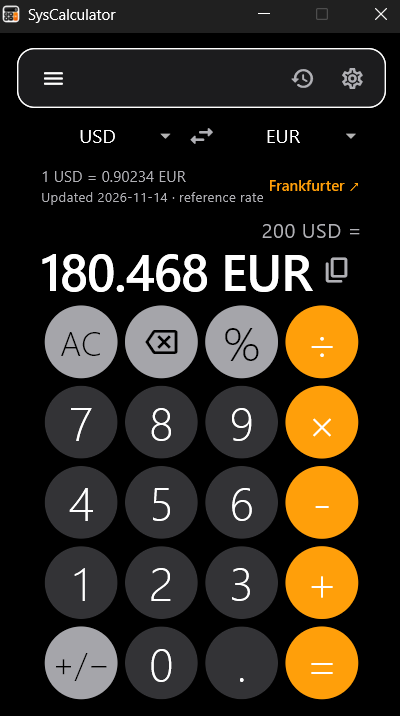 SysCalculator
USD EUR
1 USD = 0.90234 EUR
Updated 2026-11-14 · reference rate Frankfurter ↗
200 USD =
180.468 EUR
AC % ÷
7 8 9 ×
4 5 6 -
1 2 3 +
+/− 0 . =